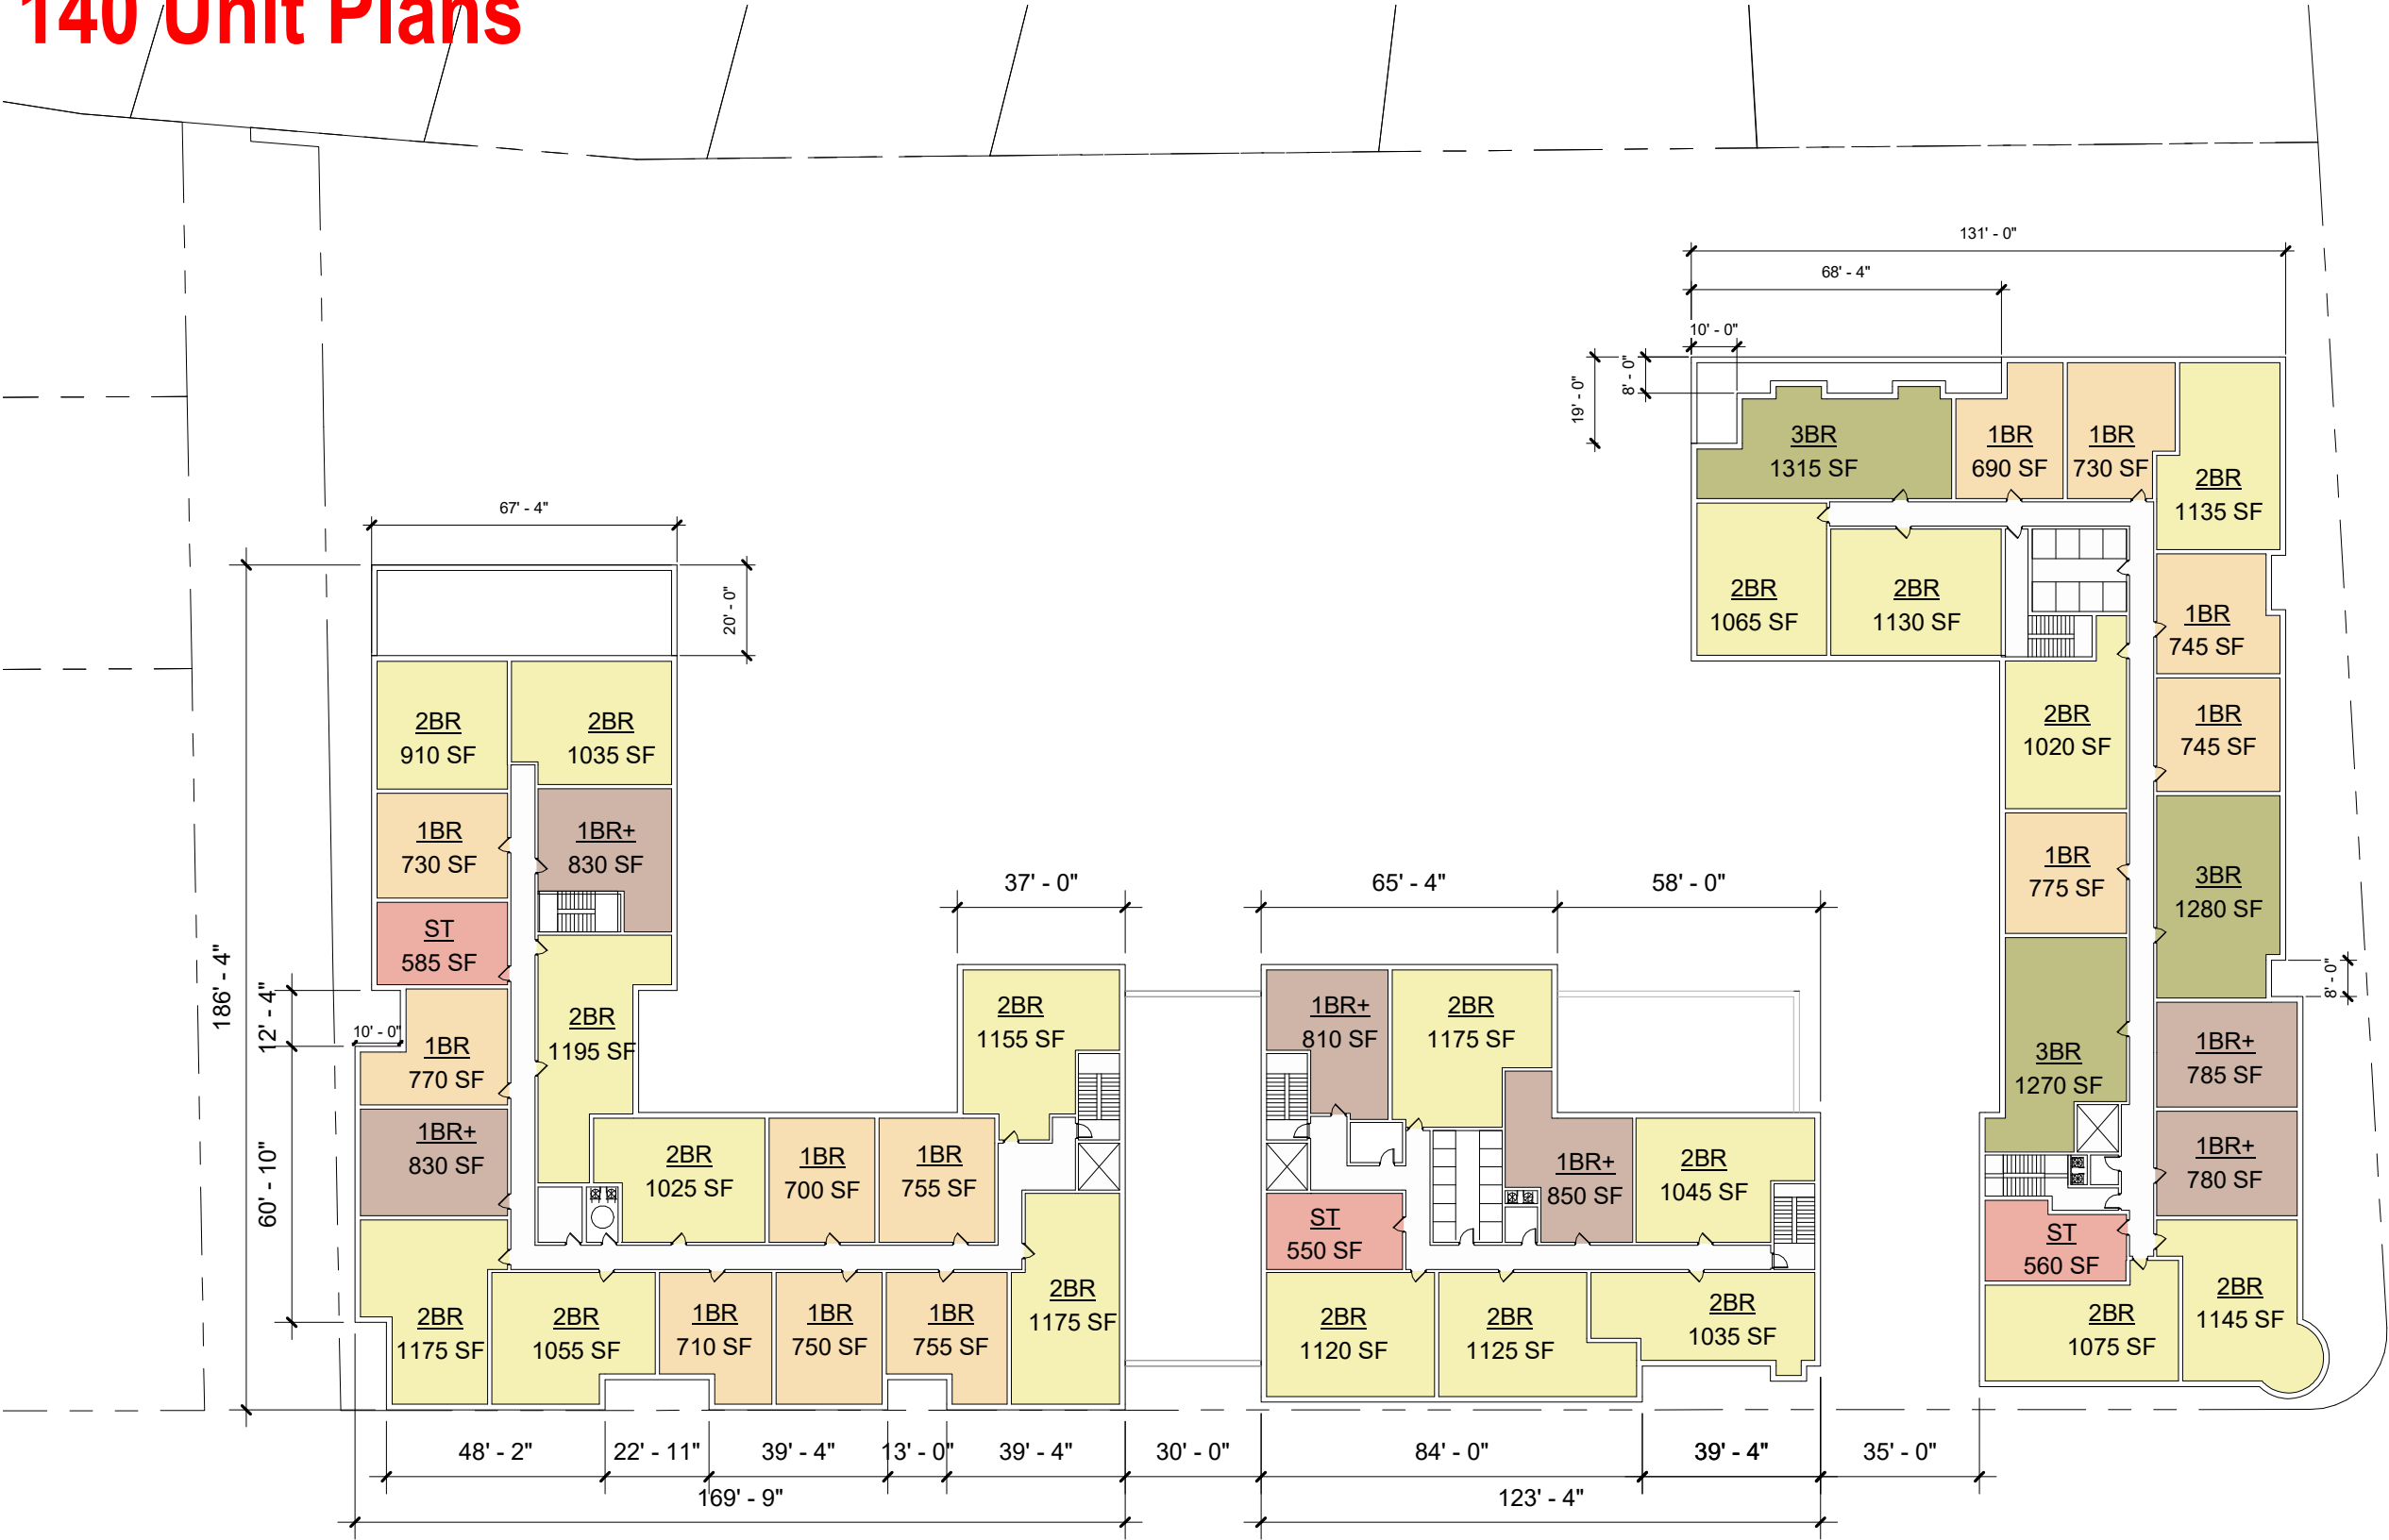 140 Unit Plans
131' - 0"
68' - 4"
10' - 0"
19' - 0"
8' - 0"
3BR
1315 SF
1BR
690 SF
1BR
730 SF
2BR
1135 SF
2BR
1065 SF
2BR
1130 SF
1BR
745 SF
2BR
1020 SF
1BR
745 SF
1BR
775 SF
3BR
1280 SF
8' - 0"
3BR
1270 SF
1BR+
785 SF
1BR+
780 SF
ST
560 SF
2BR
1075 SF
2BR
1145 SF
67' - 4"
20' - 0"
186' - 4"
12' - 4"
10' - 0"
60' - 10"
2BR
910 SF
2BR
1035 SF
1BR
730 SF
1BR+
830 SF
ST
585 SF
1BR
770 SF
2BR
1195 SF
1BR+
830 SF
2BR
1175 SF
2BR
1055 SF
1BR
710 SF
1BR
750 SF
1BR
755 SF
2BR
1175 SF
2BR
1025 SF
1BR
700 SF
1BR
755 SF
37' - 0"
2BR
1155 SF
65' - 4"
58' - 0"
1BR+
810 SF
2BR
1175 SF
1BR+
850 SF
2BR
1045 SF
ST
550 SF
2BR
1120 SF
2BR
1125 SF
2BR
1035 SF
48' - 2"
22' - 11"
39' - 4"
13' - 0"
39' - 4"
30' - 0"
84' - 0"
39' - 4"
35' - 0"
169' - 9"
123' - 4"